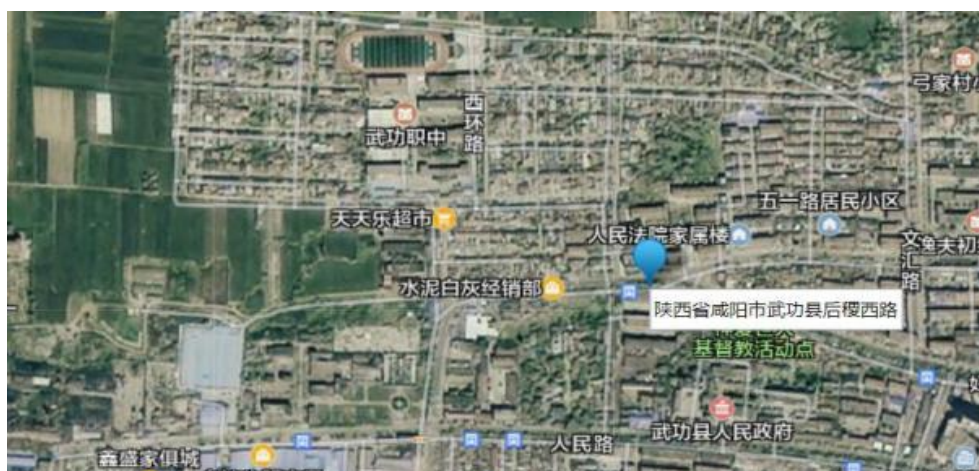 弓家村小
武功职中
西环路
天天乐超市
五一路居民小区
人民法院家属楼
文汇路
渔夫初
水泥白灰经销部
陕西省咸阳市武功县后稷西路
基督教活动点
武功县人民政府
人民路
鑫盛家俱城